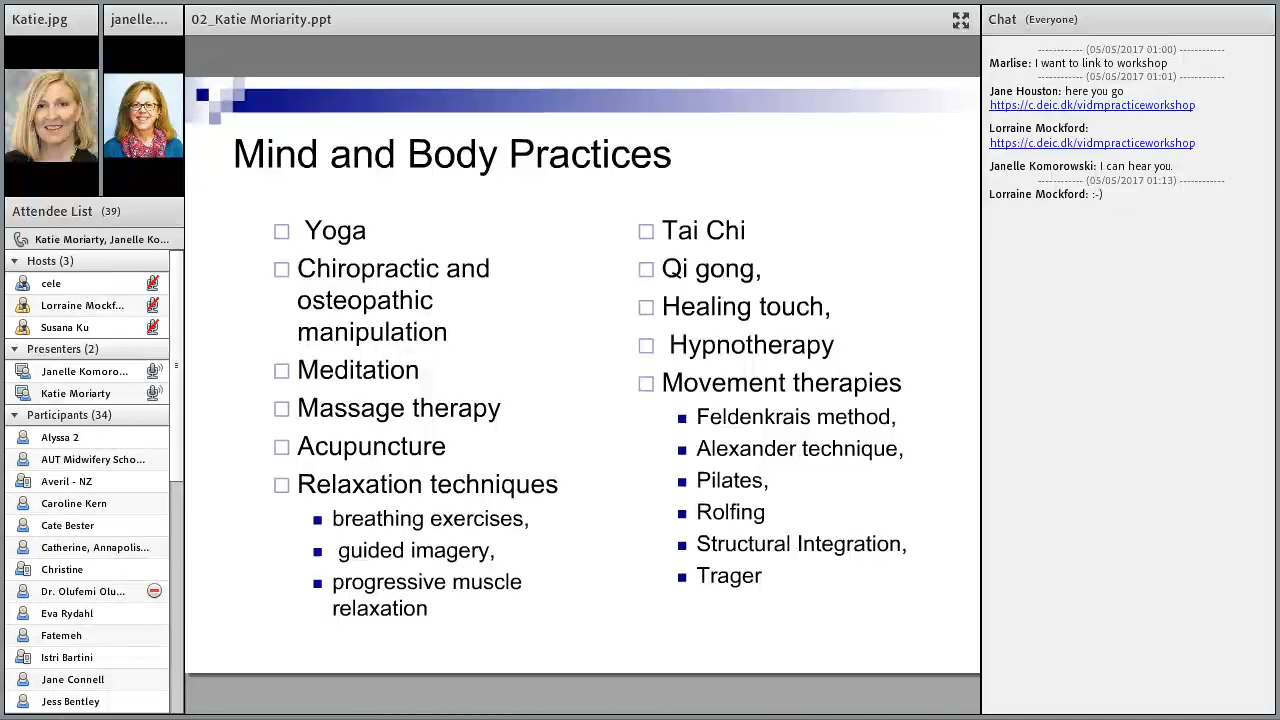 Katie.jpg
janelle....
02_Katie Moriarity.ppt
Chat (Everyone)
Attendee List (39)
Katie Moriarty, Janelle Ko...
Hosts (3)
cele
Lorraine Mockf...
Susana Ku
Presenters (2)
Janelle Komoro...
Katie Moriarty
Participants (34)
Alyssa 2
AUT Midwifery Scho...
Averil - NZ
Caroline Kern
Cate Bester
Catherine, Annapolis...
Christine
Dr. Olufemi Olu...
Eva Rydahl
Fatemeh
Istri Bartini
Jane Connell
Jess Bentley
Mind and Body Practices
Yoga
Chiropractic and
osteopathic
manipulation
Meditation
Massage therapy
Acupuncture
Relaxation techniques
breathing exercises,
guided imagery,
progressive muscle
relaxation
Tai Chi
Qi gong,
Healing touch,
Hypnotherapy
Movement therapies
Feldenkrais method,
Alexander technique,
Pilates,
Rolfing
Structural Integration,
Trager
------------ (05/05/2017 01:00) ------------
Marlise: I want to link to workshop
------------ (05/05/2017 01:01) ------------
Jane Houston: here you go
https://c.deic.dk/vidmpracticeworkshop
Lorraine Mockford:
https://c.deic.dk/vidmpracticeworkshop
Janelle Komorowski: I can hear you.
------------ (05/05/2017 01:13) ------------
Lorraine Mockford: :-)